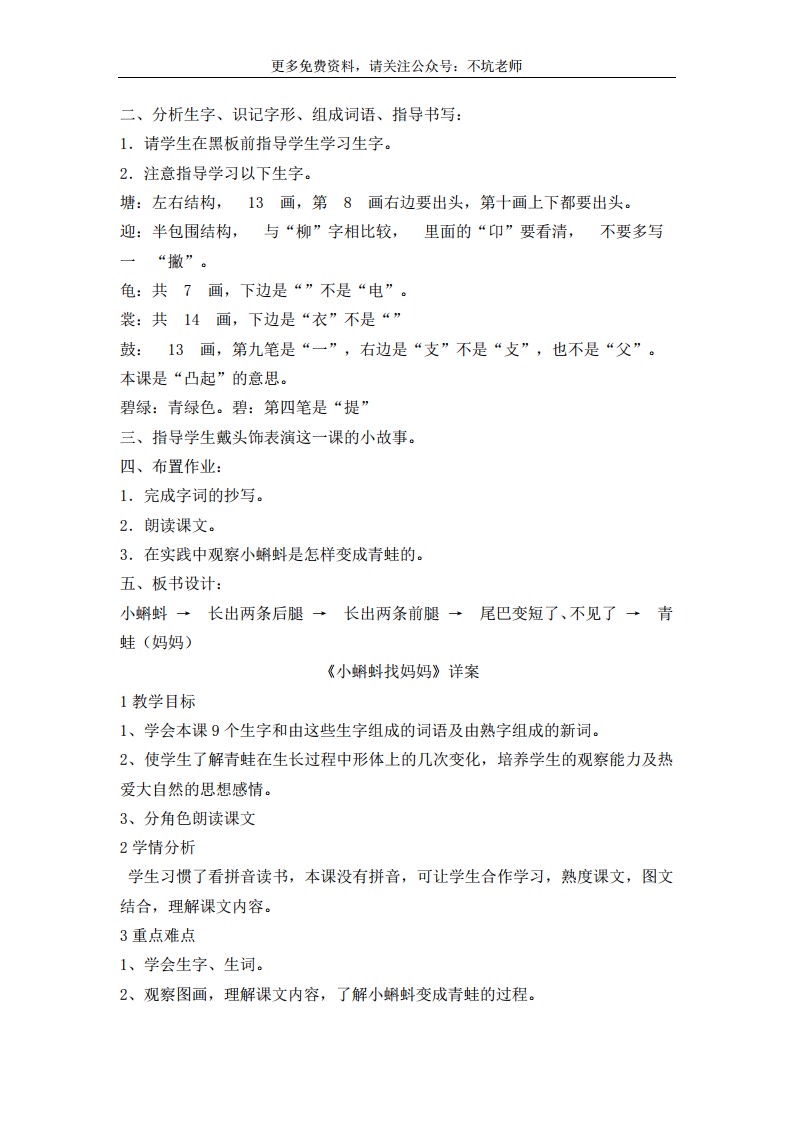 更多免费资料，请关注公众号：不坑老师
二、分析生字、识记字形、组成词语、指导书写：
1．请学生在黑板前指导学生学习生字。
2．注意指导学习以下生字。
塘：左右结构， 13 画，第 8 画右边要出头，第十画上下都要出头。
迎：半包围结构， 与“柳”字相比较， 里面的“卬”要看清， 不要多写
一 “撇”。
龟：共 7 画，下边是“”不是“电”。
裳：共 14 画，下边是“衣”不是“”
鼓： 13 画，第九笔是“一”，右边是“支”不是“攴”，也不是“父”。
本课是“凸起”的意思。
碧绿：青绿色。碧：第四笔是“提”
三、指导学生戴头饰表演这一课的小故事。
四、布置作业：
1．完成字词的抄写。
2．朗读课文。
3．在实践中观察小蝌蚪是怎样变成青蛙的。
五、板书设计：
小蝌蚪 → 长出两条后腿 → 长出两条前腿 → 尾巴变短了、不见了 → 青
蛙（妈妈）
《小蝌蚪找妈妈》详案
1 教学目标
1、学会本课 9 个生字和由这些生字组成的词语及由熟字组成的新词。
2、使学生了解青蛙在生长过程中形体上的几次变化，培养学生的观察能力及热
爱大自然的思想感情。
3、分角色朗读课文
2 学情分析
学生习惯了看拼音读书，本课没有拼音，可让学生合作学习，熟度课文，图文
结合，理解课文内容。
3 重点难点
1、学会生字、生词。
2、观察图画，理解课文内容，了解小蝌蚪变成青蛙的过程。